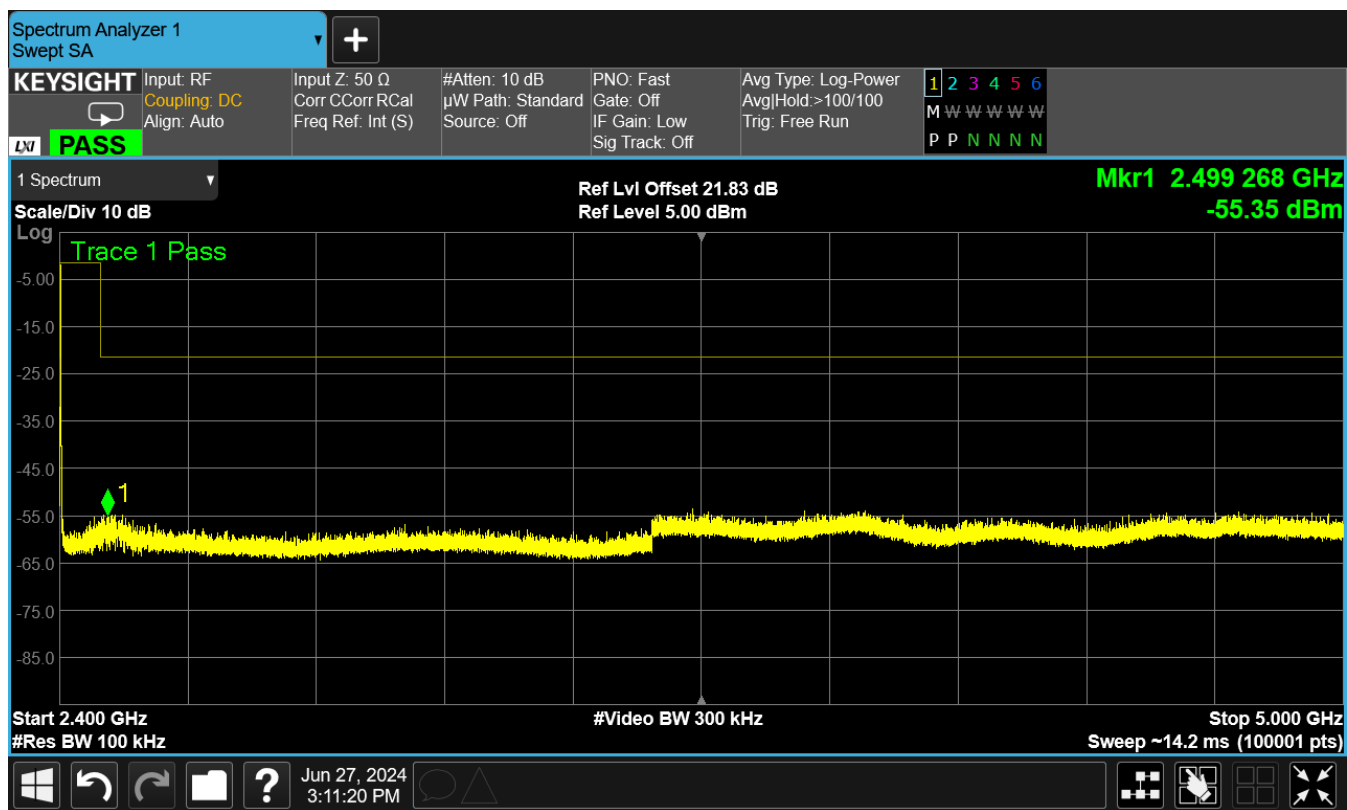 Spectrum Analyzer 1
Swept SA
KEYSIGHT
LXI PASS
Input: RF
Coupling: DC
Align: Auto
Input Z: 50 Ω
Corr CCorr RCal
Freq Ref: Int (S)
#Atten: 10 dB
µW Path: Standard
Source: Off
PNO: Fast
Gate: Off
IF Gain: Low
Sig Track: Off
Avg Type: Log-Power
Avg|Hold:>100/100
Trig: Free Run
1 2 3 4 5 6
M W W W W W
P P N N N N
1 Spectrum
Scale/Div 10 dB
Ref Lvl Offset 21.83 dB
Ref Level 5.00 dBm
Mkr1 2.499 268 GHz
-55.35 dBm
Log
Trace 1 Pass
-5.00
-15.0
-25.0
-35.0
-45.0
1
-55.0
-65.0
-75.0
-85.0
Start 2.400 GHz
#Video BW 300 kHz
Stop 5.000 GHz
#Res BW 100 kHz
Sweep ~14.2 ms (100001 pts)
?
Jun 27, 2024
3:11:20 PM